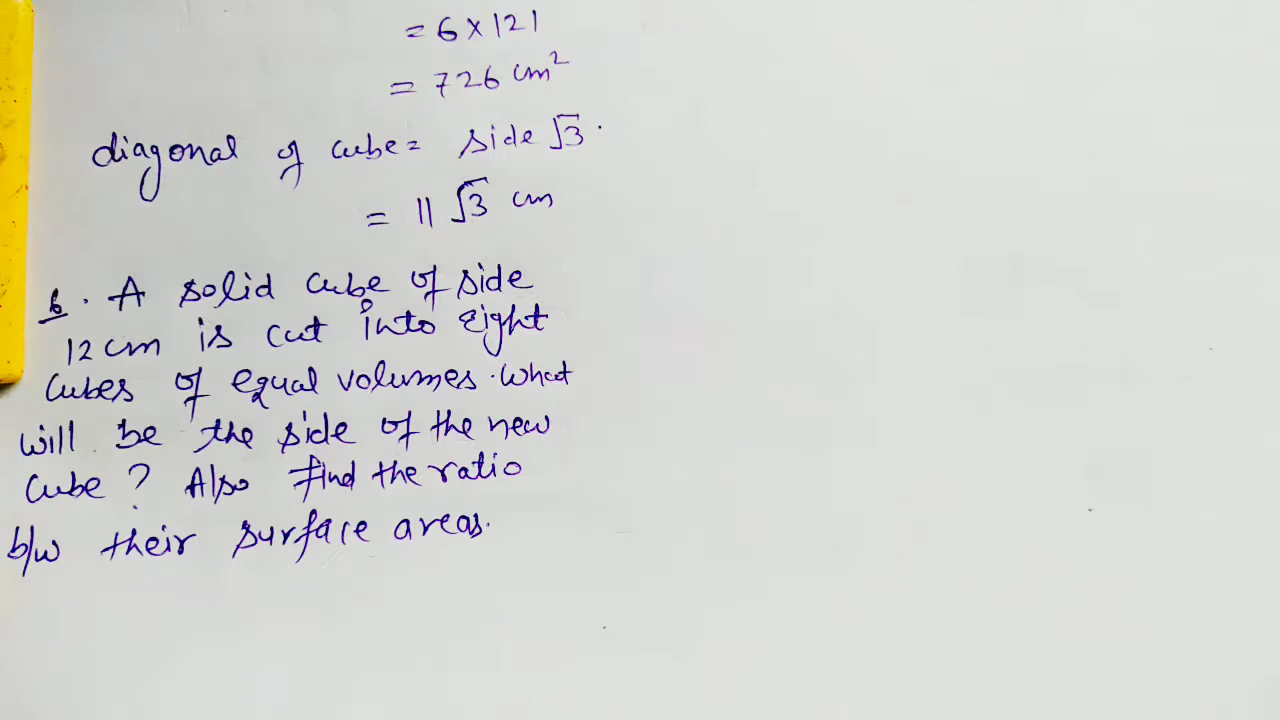 = 6 × 121
= 726 cm²
diagonal of cube = side √3.
= 11 √3 cm
6. A solid cube of side
12 cm is cut into eight
cubes of equal volumes. What
will be the side of the new
cube? Also find the ratio
b/w their surface areas.